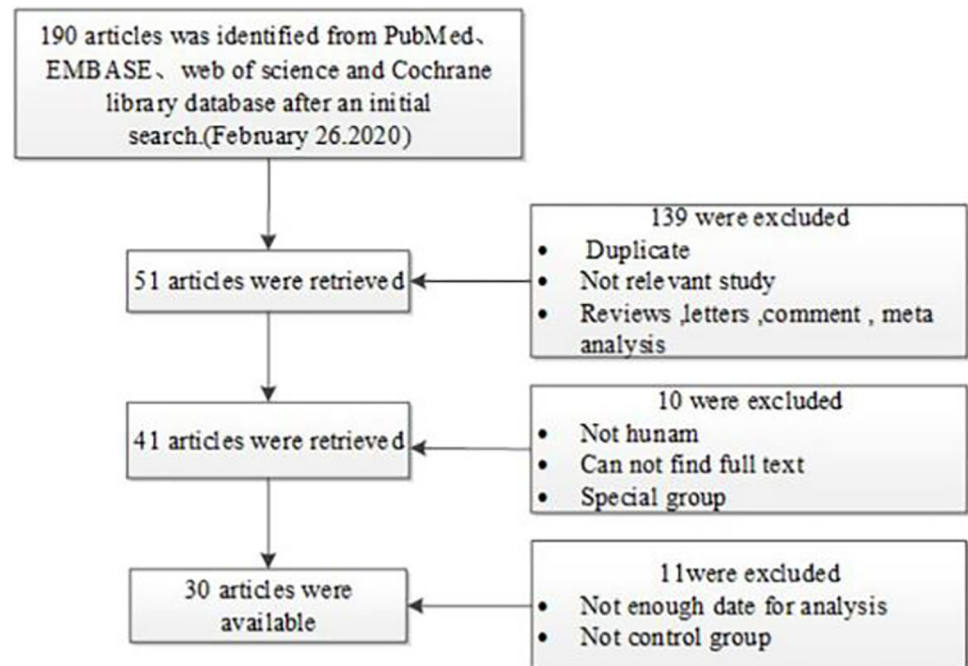 190 articles was identified from PubMed、
EMBASE、web of science and Cochrane
library database after an initial
search.(February 26.2020)
139 were excluded
• Duplicate
• Not relevant study
• Reviews ,letters ,comment , meta
analysis
51 articles were retrieved
10 were excluded
• Not hunam
• Can not find full text
• Special group
41 articles were retrieved
11were excluded
• Not enough date for analysis
• Not control group
30 articles were
available